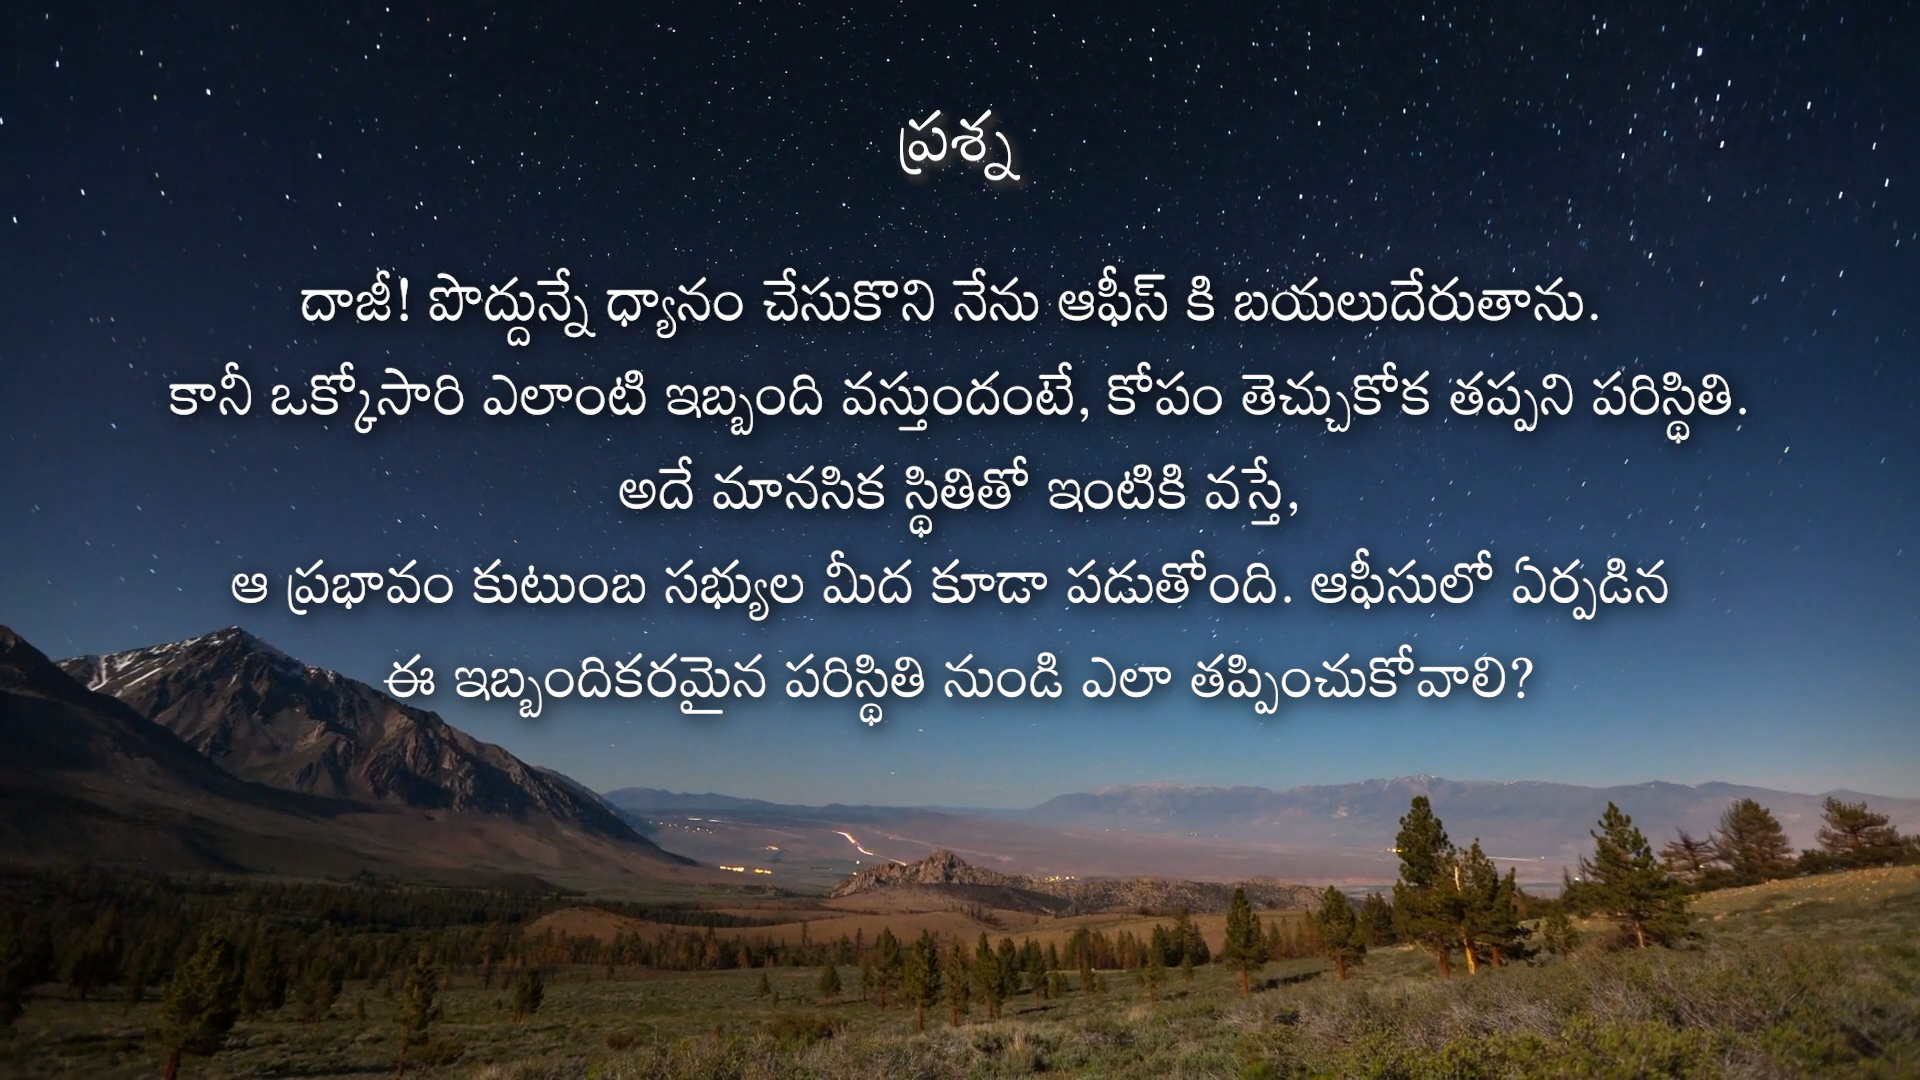 ప్రశ్న
దాజీ! పొద్దున్నే ధ్యానం చేసుకొని నేను ఆఫీస్ కి బయలుదేరుతాను.
కానీ ఒక్కోసారి ఎలాంటి ఇబ్బంది వస్తుందంటే, కోపం తెచ్చుకోక తప్పని పరిస్థితి.
అదే మానసిక స్థితితో ఇంటికి వస్తే,
ఆ ప్రభావం కుటుంబ సభ్యుల మీద కూడా పడుతోంది. ఆఫీసులో ఏర్పడిన
ఈ ఇబ్బందికరమైన పరిస్థితి నుండి ఎలా తప్పించుకోవాలి?